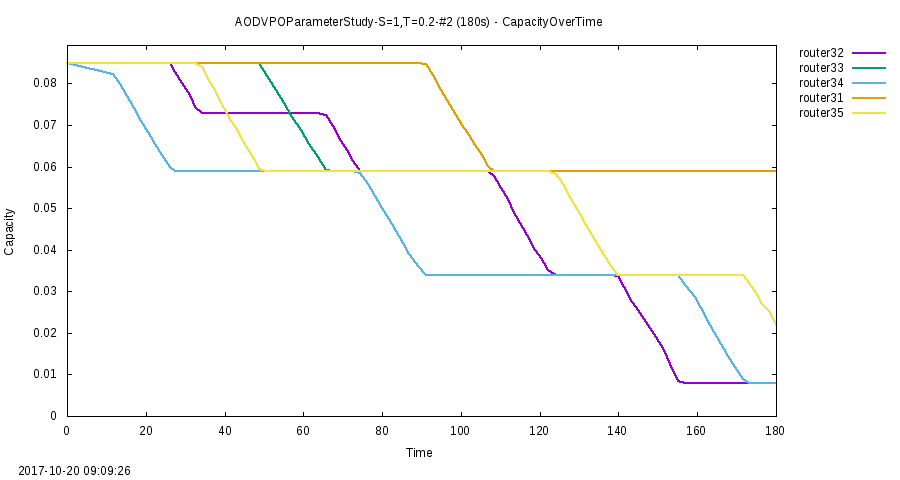 AODVPOParameterStudy-S=1,T=0.2-#2 (180s) - CapacityOverTime
router32
router33
router34
router31
router35
0.08
0.07
0.06
0.05
0.04
0.03
0.02
0.01
0
Capacity
0 20 40 60 80 100 120 140 160 180
Time
2017-10-20 09:09:26